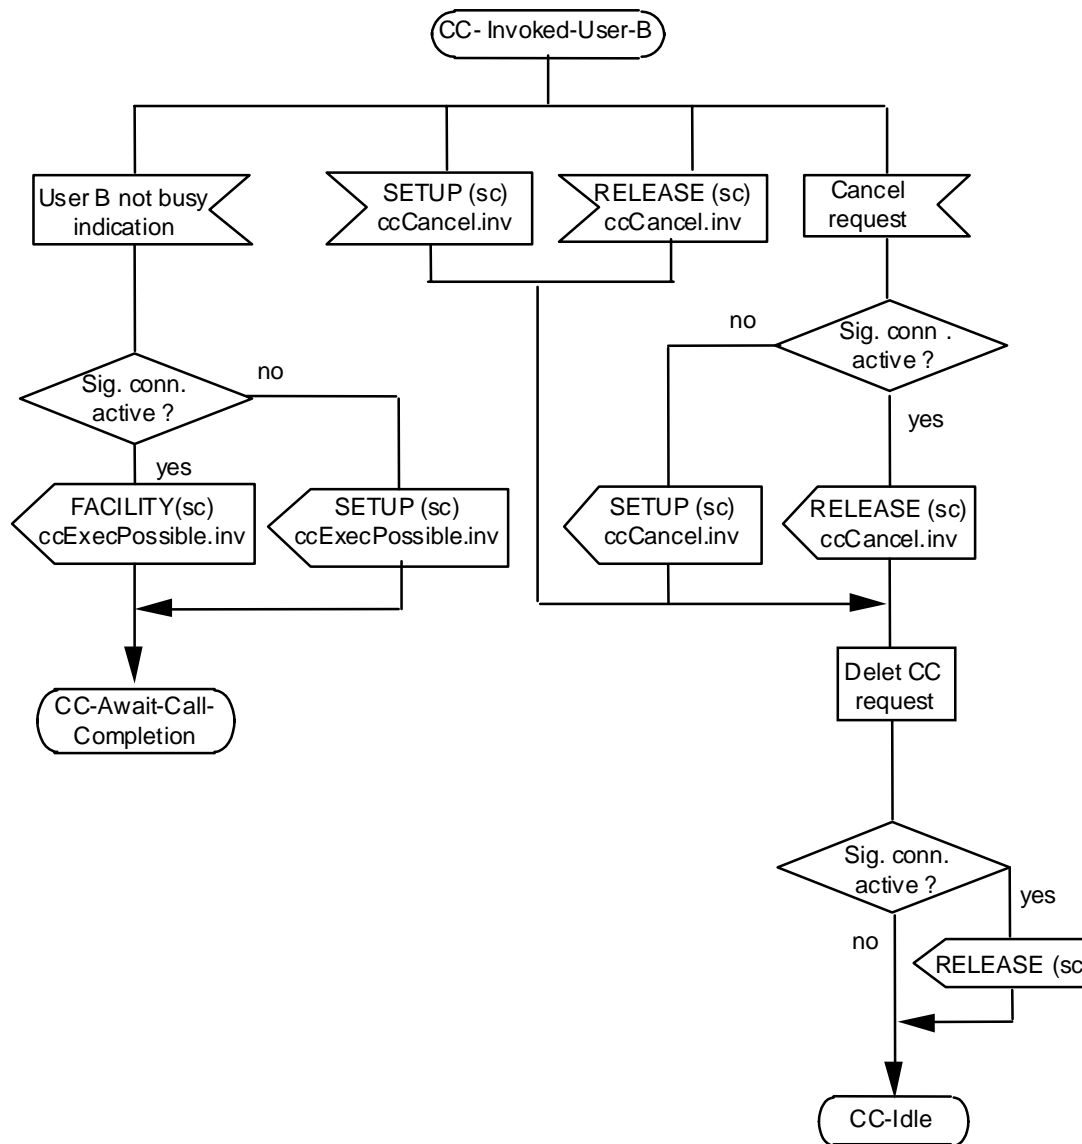 CC- Invoked-User-B
User B not busy
indication
SETUP (sc)
ccCancel.inv
RELEASE (sc)
ccCancel.inv
Cancel
request
no
Sig. conn .
active ?
yes
Sig. conn.
active ?
no
yes
FACILITY(sc)
ccExecPossible.inv
SETUP (sc)
ccExecPossible.inv
SETUP (sc)
ccCancel.inv
RELEASE (sc)
ccCancel.inv
Delet CC
request
CC-Await-Call-
Completion
Sig. conn.
active ?
yes
no
RELEASE (sc
CC-Idle